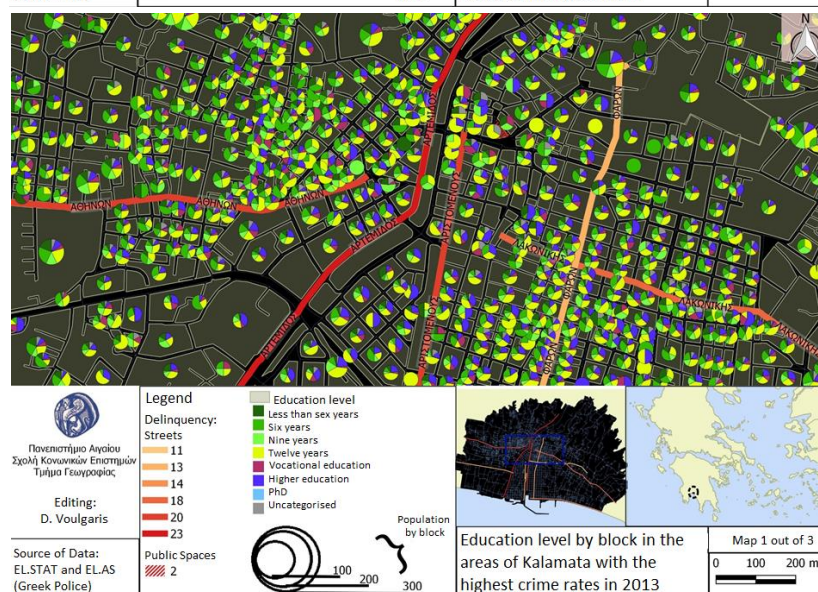 N
ΦΑΡΩΝ
ΑΡΤΕΜΙΔΟΣ
ΑΡΙΣΤΟΜΕΝΟΥΣ
ΑΘΗΝΩΝ
ΑΘΗΝΩΝ
ΑΘΗΝΩΝ
ΑΡΤΕΜΙΔΟΣ
ΛΑΚΩΝΙΚΗΣ
ΦΑΡΩΝ
ΛΑΚΩΝΙΚΗΣ
ΑΡΙΣΤΟΜΕΝΟΥΣ
ΑΡΤΕΜΙΔΟΣ
ΦΑΡΩΝ
ΛΑΚΩΝΙΚΗΣ
Πανεπιστήμιο Αιγαίου
Σχολή Κονωνικών Επιστημών
Τμήμα Γεωγραφίας
Editing:
D. Voulgaris
Source of Data:
EL.STAT and EL.AS
(Greek Police)
Legend
Delinquency:
Streets
11
13
14
18
20
23
Public Spaces
2
Education level
Less than sex years
Six years
Nine years
Twelve years
Vocational education
Higher education
PhD
Uncategorised
Population
by block
100
200
300
Education level by block in the
areas of Kalamata with the
highest crime rates in 2013
Map 1 out of 3
0 100 200 m